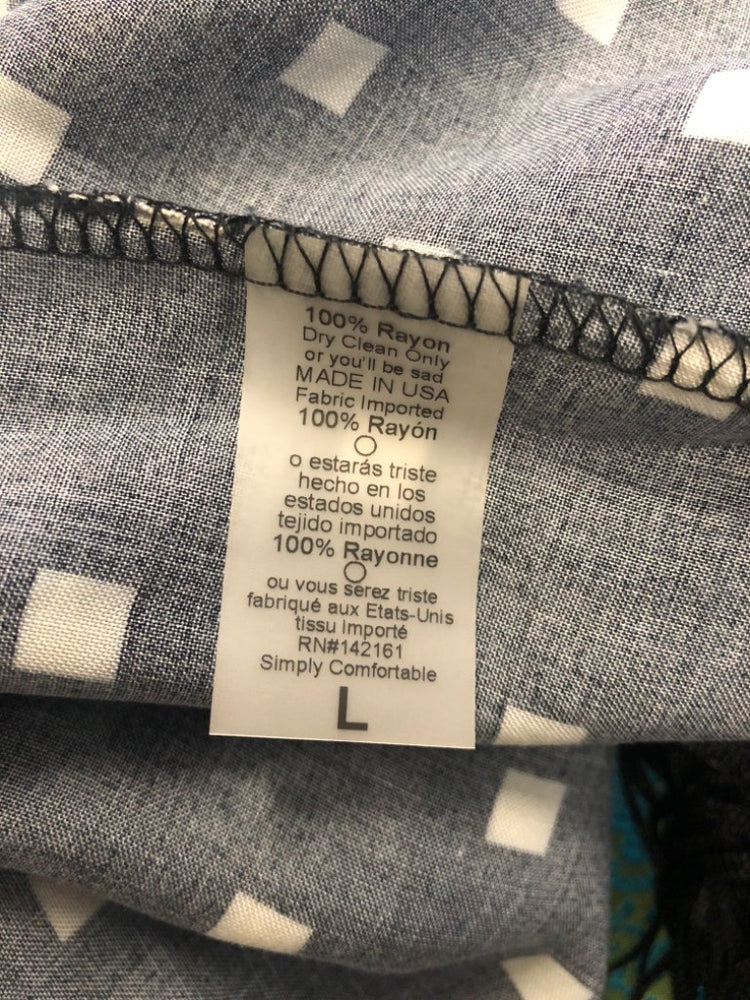 100% Rayon
Dry Clean Only
or you'll be sad
MADE IN USA
Fabric Imported
100% Rayón
o estarás triste
hecho en los
estados unidos
tejido importado
100% Rayonne
ou vous serez triste
fabriqué aux Etats-Unis
tissu importé
RN#142161
Simply Comfortable
L